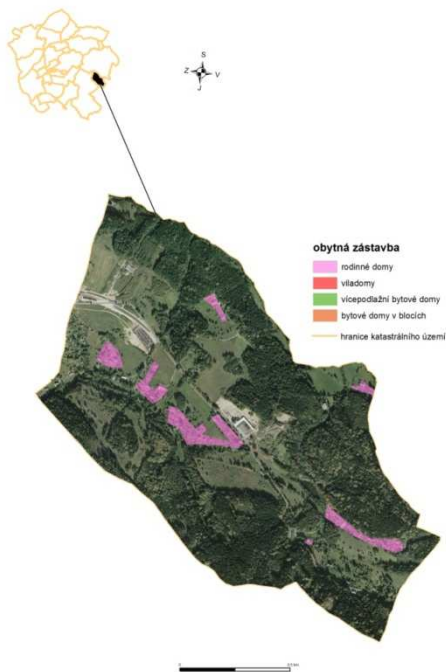 S
Z
V
J
obytná zástavba
rodinné domy
viladomy
vícepodlažní bytové domy
bytové domy v blocích
hranice katastrálního území